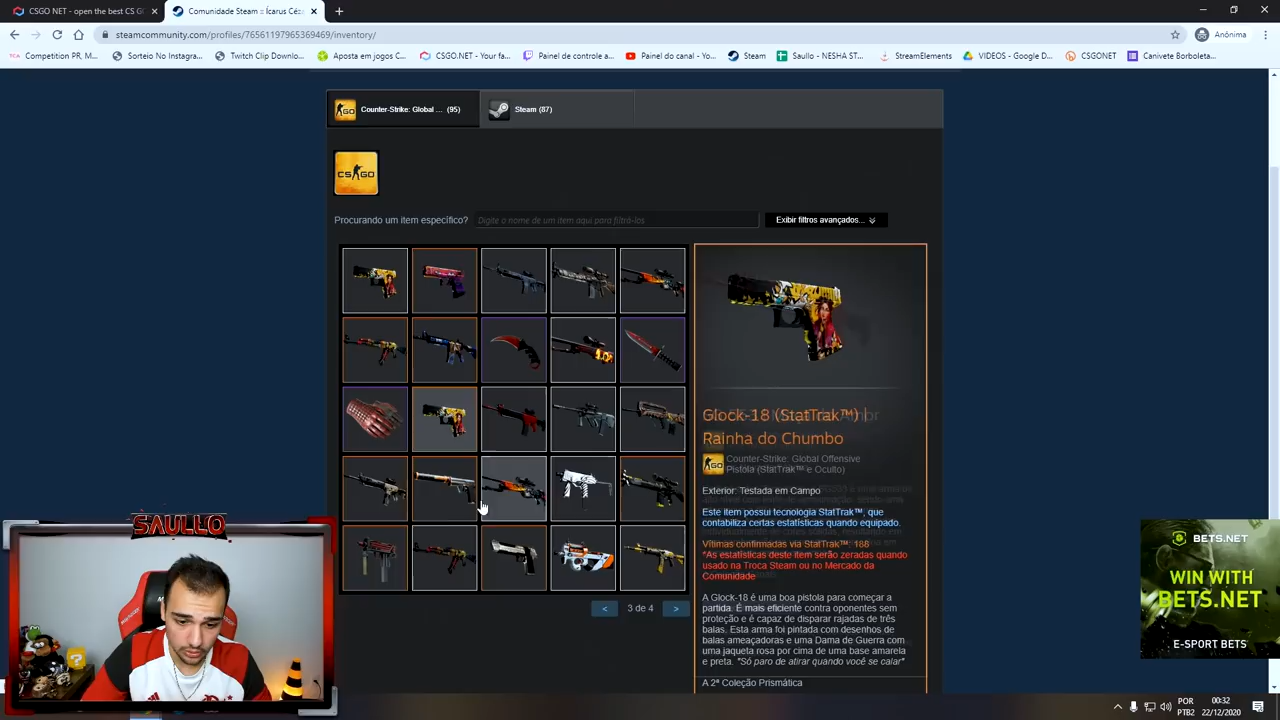 CSGO NET - open the best CS G
Comunidade Steam :: Ícarus Céza
steamcommunity.com/profiles/76561197965369469/inventory/
Anónima
Competition PR, M...
Sorteio No Instagra...
Twitch Clip Downlo...
Aposta em jogos C...
CSGO.NET - Your fa...
Painel de controle a...
Painel do canal - Yo...
Steam
Saullo - NESHA ST...
StreamElements
VIDEOS - Google D...
CSGONET
Canivete Borboleta...
Counter-Strike: Global ... (95)
Steam (87)
CS GO
Procurando um item específico?
Digite o nome de um item aqui para filtrá-los
Exibir filtros avançados...
Glock-18 (StatTrak™) |
Rainha do Chumbo
Counter-Strike: Global Offensive
Pistola (StatTrak™ e Oculto)
Exterior: Testada em Campo
Este item possui tecnologia StatTrak™, que
contabiliza certas estatísticas quando equipado.
Vítimas confirmadas via StatTrak™: 188
*As estatísticas deste item serão zeradas quando
usado na Troca Steam ou no Mercado da
Comunidade
A Glock-18 é uma boa pistola para começar a
partida. É mais eficiente contra oponentes sem
proteção e é capaz de disparar rajadas de três
balas. Esta arma foi pintada com desenhos de
balas ameaçadoras e uma Dama de Guerra com
uma jaqueta rosa por cima de uma base amarela
e preta. "Só paro de atirar quando você se calar"
A 2ª Coleção Prismática
< 3 de 4 >
SAULLO
BETS.NET
WIN WITH
BETS.NET
E-SPORT BETS
POR
PTB2
00:32
22/12/2020